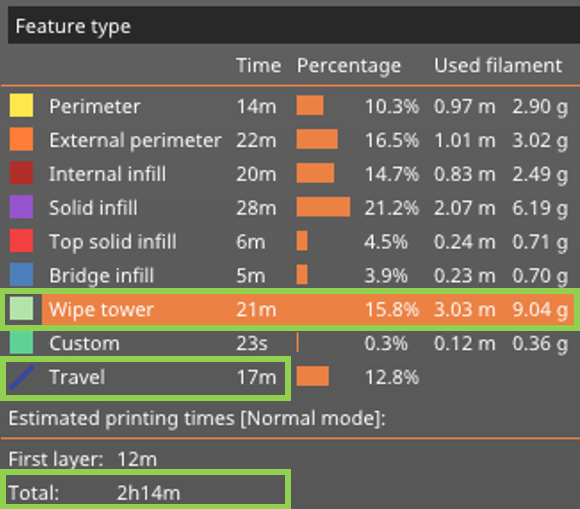 Feature type
Time Percentage Used filament
Perimeter 14m 10.3% 0.97 m 2.90 g
External perimeter 22m 16.5% 1.01 m 3.02 g
Internal infill 20m 14.7% 0.83 m 2.49 g
Solid infill 28m 21.2% 2.07 m 6.19 g
Top solid infill 6m 4.5% 0.24 m 0.71 g
Bridge infill 5m 3.9% 0.23 m 0.70 g
Wipe tower 21m 15.8% 3.03 m 9.04 g
Custom 23s 0.3% 0.12 m 0.36 g
Travel 17m 12.8%
Estimated printing times [Normal mode]:
First layer: 12m
Total: 2h14m